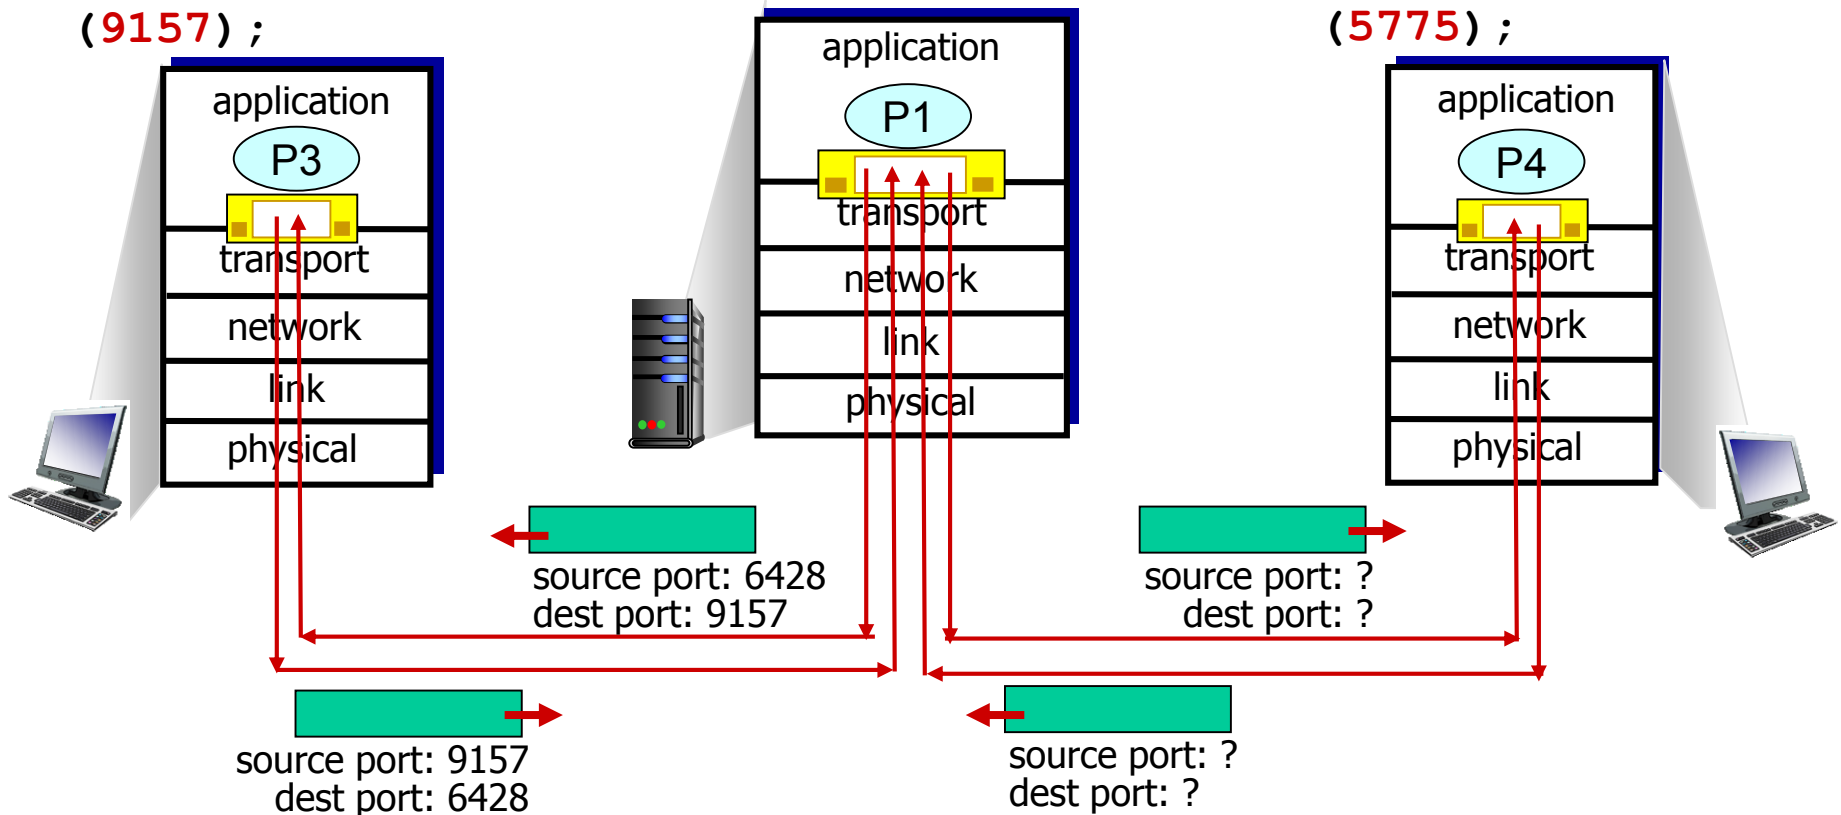 (9157);
application
P3
transport
network
link
physical
application
P1
transport
network
link
physical
(5775);
application
P4
transport
network
link
physical
source port: 6428
dest port: 9157
source port: ?
dest port: ?
source port: 9157
dest port: 6428
source port: ?
dest port: ?